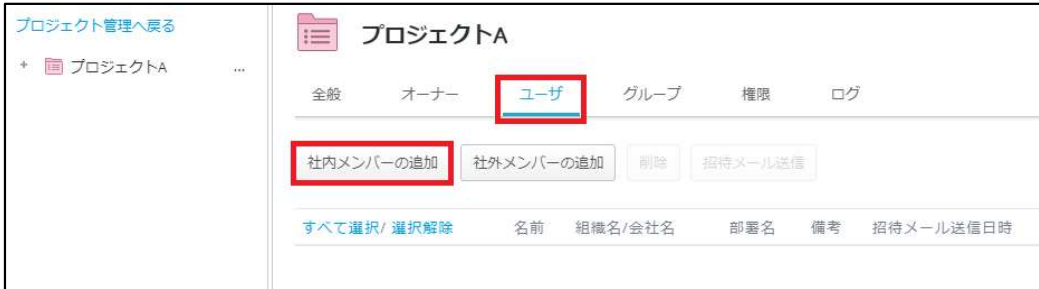 プロジェクト管理へ戻る
+ プロジェクトA ...
プロジェクトA
全般 オーナー ユーザ グループ 権限 ログ
社内メンバーの追加 社外メンバーの追加 削除 招待メール送信
すべて選択/ 選択解除 名前 組織名/会社名 部署名 備考 招待メール送信日時